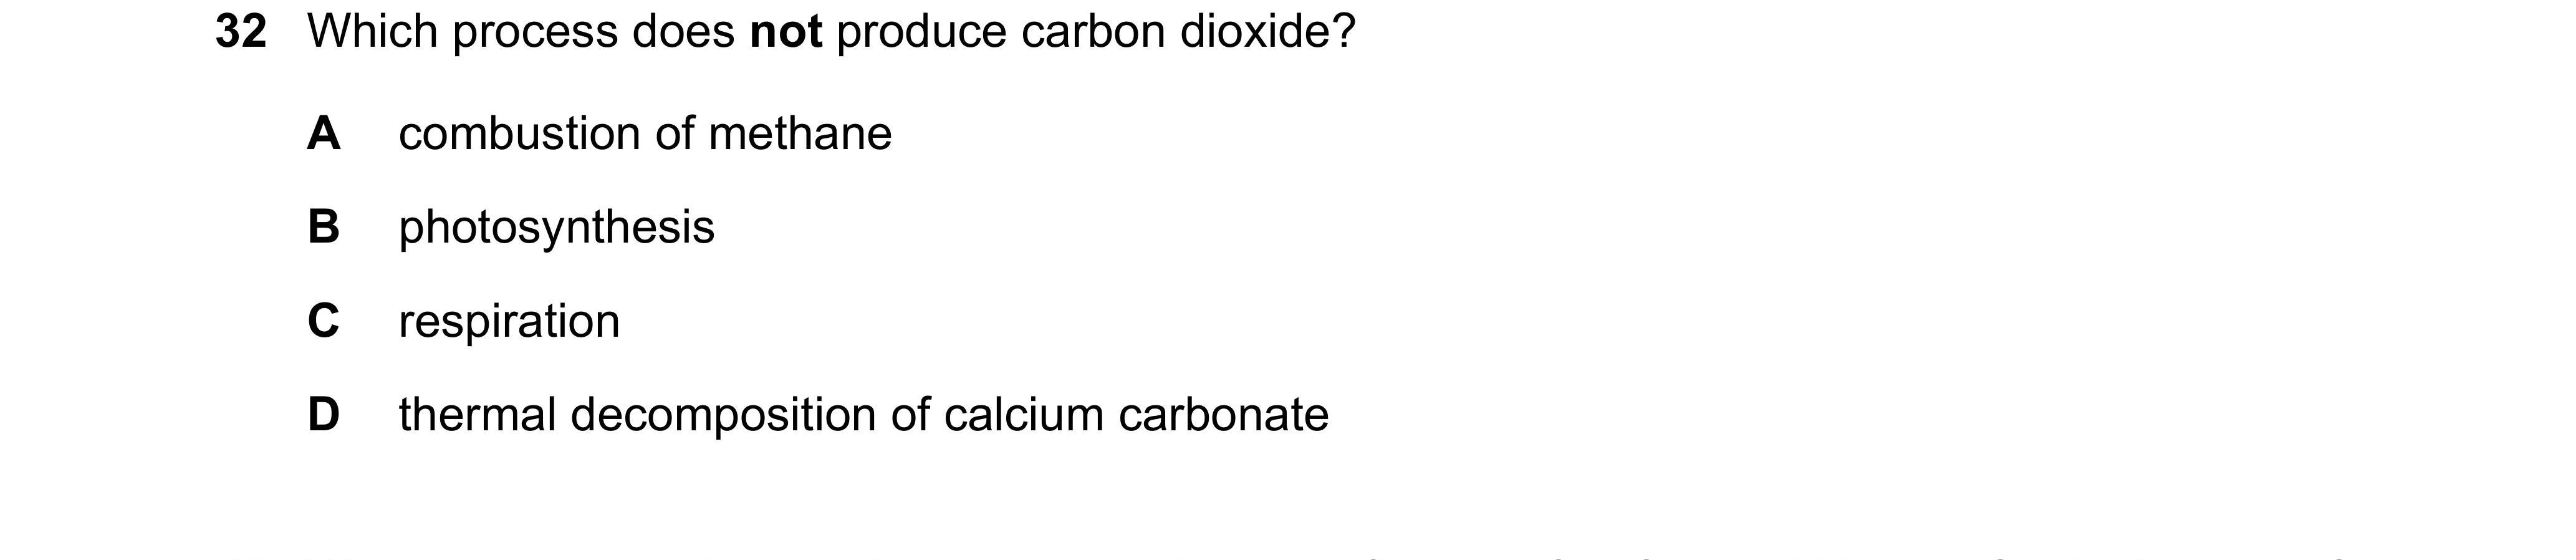 32 Which process does not produce carbon dioxide?
A combustion of methane
B photosynthesis
C respiration
D thermal decomposition of calcium carbonate